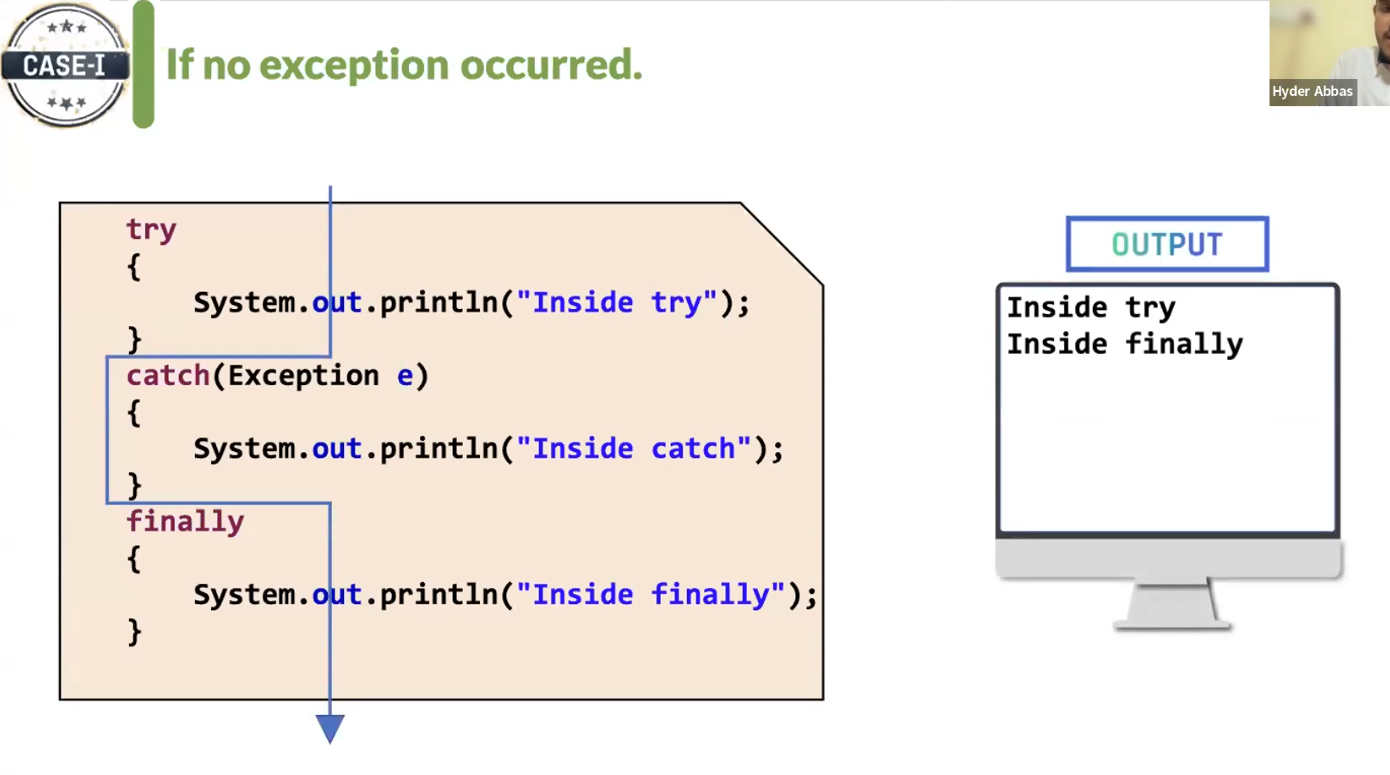 CASE-I
If no exception occurred.
Hyder Abbas
try
{
System.out.println("Inside try");
}
catch(Exception e)
{
System.out.println("Inside catch");
}
finally
{
System.out.println("Inside finally");
}
OUTPUT
Inside try
Inside finally